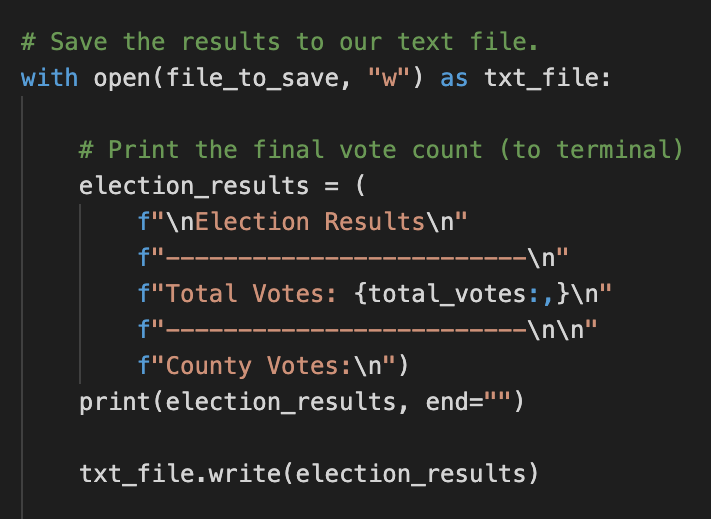 # Save the results to our text file.
with open(file_to_save, "w") as txt_file:
# Print the final vote count (to terminal)
election_results = (
f"\nElection Results\n"
f"-------------------------\n"
f"Total Votes: {total_votes:,}\n"
f"-------------------------\n\n"
f"County Votes:\n")
print(election_results, end="")
txt_file.write(election_results)